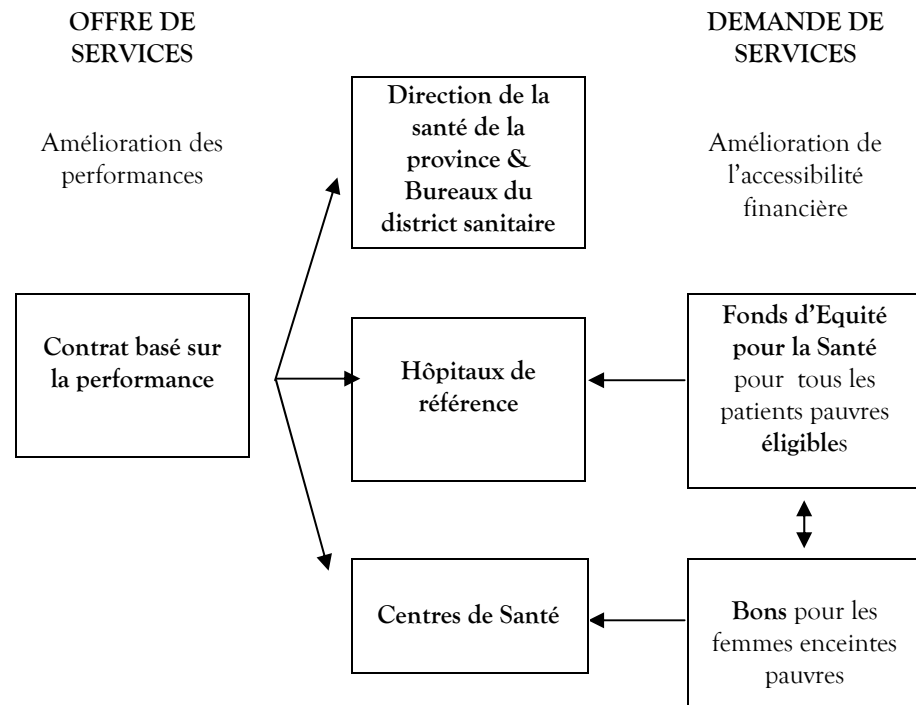 OFFRE DE
SERVICES
Amélioration des
performances
Contrat basé sur
la performance
Direction de la
santé de la
province &
Bureaux du
district sanitaire
Hôpitaux de
référence
Centres de Santé
DEMANDE DE
SERVICES
Amélioration de
l’accessibilité
financière
Fonds d’Equité
pour la Santé
pour tous les
patients pauvres
éligibles
Bons pour les
femmes enceintes
pauvres